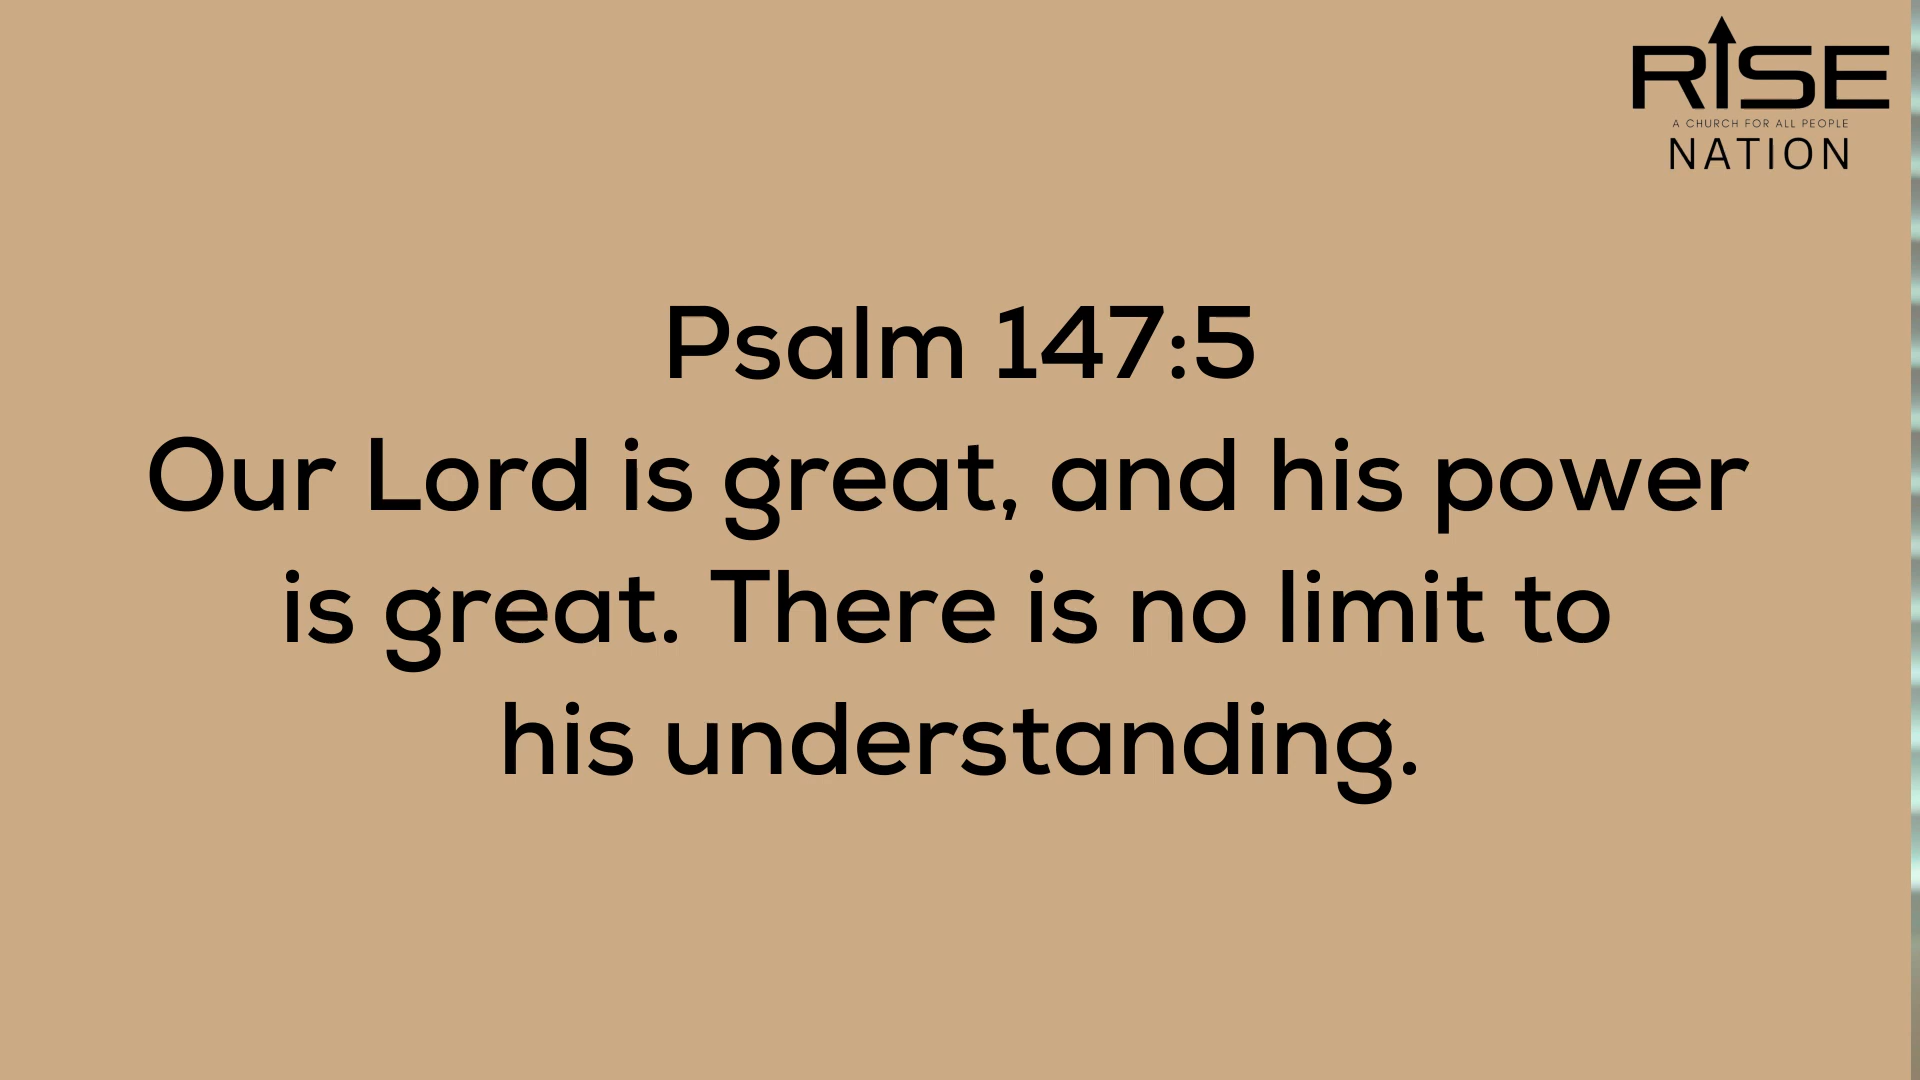 RISE
A CHURCH FOR ALL PEOPLE
NATION
Psalm 147:5
Our Lord is great, and his power
is great. There is no limit to
his understanding.